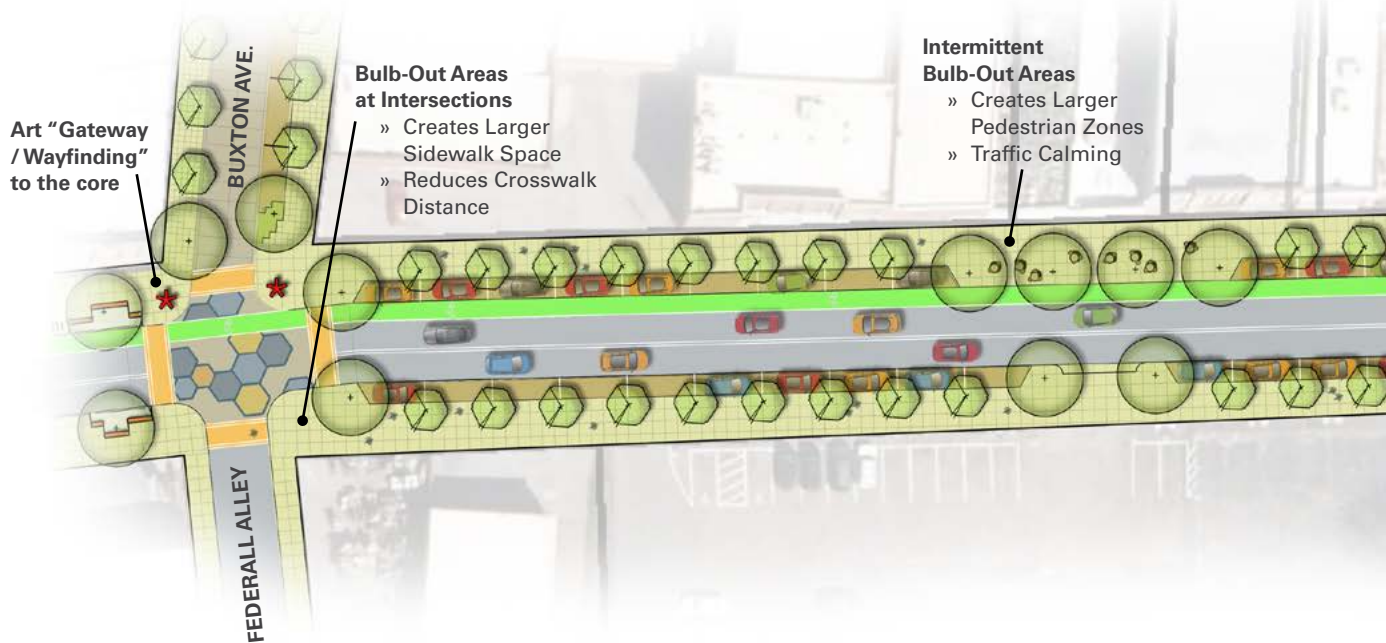 BUXTON AVE.
Art “Gateway
/ Wayfinding”
to the core
Bulb-Out Areas
at Intersections
» Creates Larger
Sidewalk Space
» Reduces Crosswalk
Distance
Intermittent
Bulb-Out Areas
» Creates Larger
Pedestrian Zones
» Traffic Calming
FEDERALL ALLEY